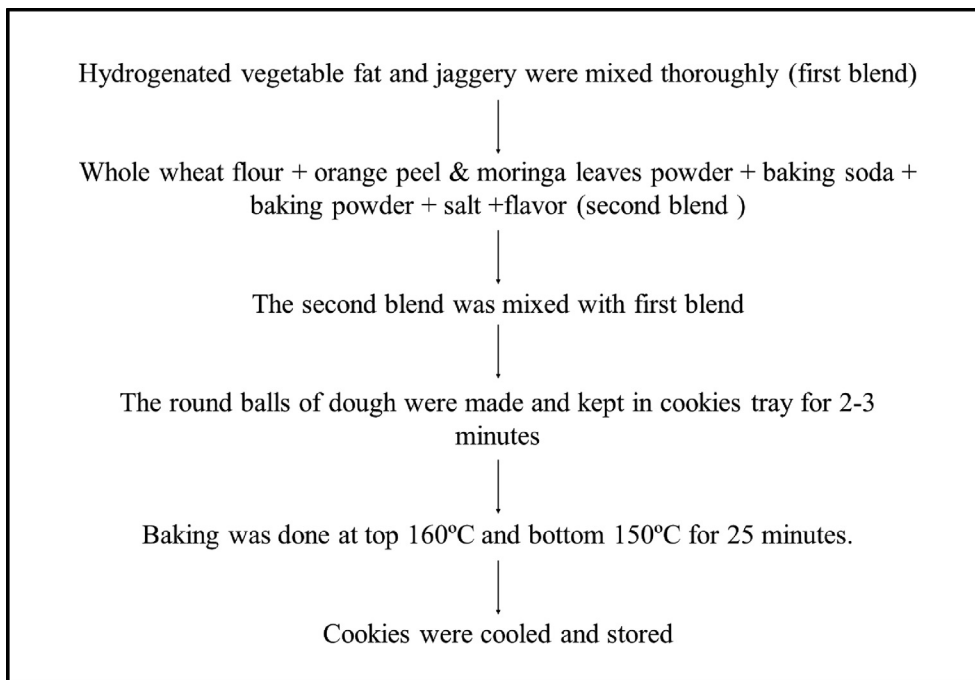 Hydrogenated vegetable fat and jaggery were mixed thoroughly (first blend)
Whole wheat flour + orange peel & moringa leaves powder + baking soda +
baking powder + salt +flavor (second blend )
The second blend was mixed with first blend
The round balls of dough were made and kept in cookies tray for 2-3
minutes
Baking was done at top 160ºC and bottom 150ºC for 25 minutes.
Cookies were cooled and stored